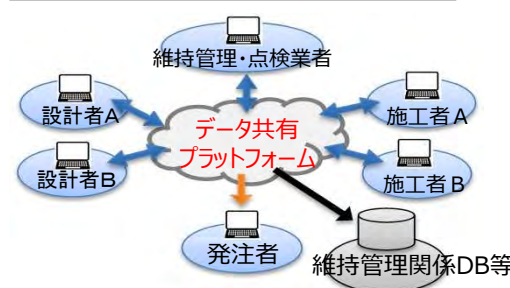 維持管理・点検業者
設計者A
施工者A
データ共有
プラットフォーム
設計者B
施工者B
発注者
維持管理関係DB等